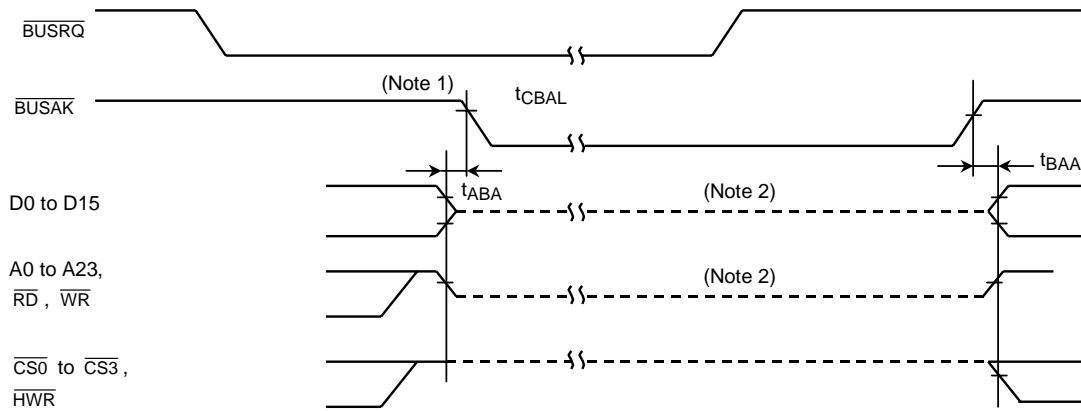 BUSRQ
(Note 1)
tCBAL
BUSAK
tBAA
tABA
(Note 2)
D0 to D15
A0 to A23,
(Note 2)
RD , WR
CS0 to CS3 ,
HWR